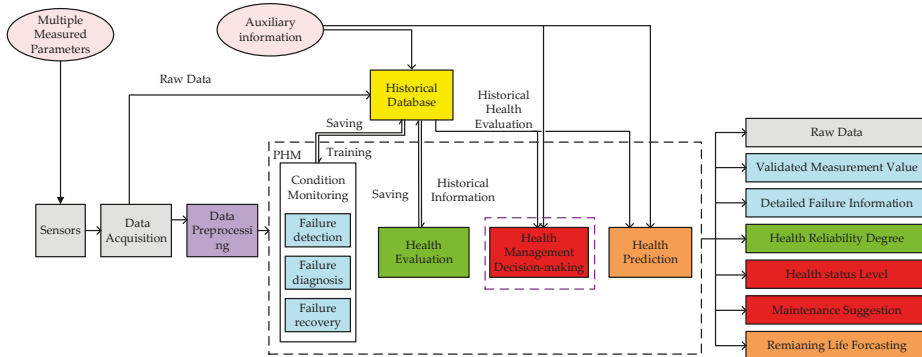 Multiple
Measured
Parameters
Auxiliary
information
Raw Data
Historical
Database
Historical
Health
Evaluation
Saving
Training
PHM
Condition
Monitoring
Failure
detection
Failure
diagnosis
Failure
recovery
Saving
Historical
Information
Sensors
Data
Acquisition
Data
Preprocessi
ng
Health
Evaluation
Health
Management
Decision-making
Health
Prediction
Raw Data
Validated Measurement Value
Detailed Failure Information
Health Reliability Degree
Health status Level
Maintenance Suggestion
Remianing Life Forcasting